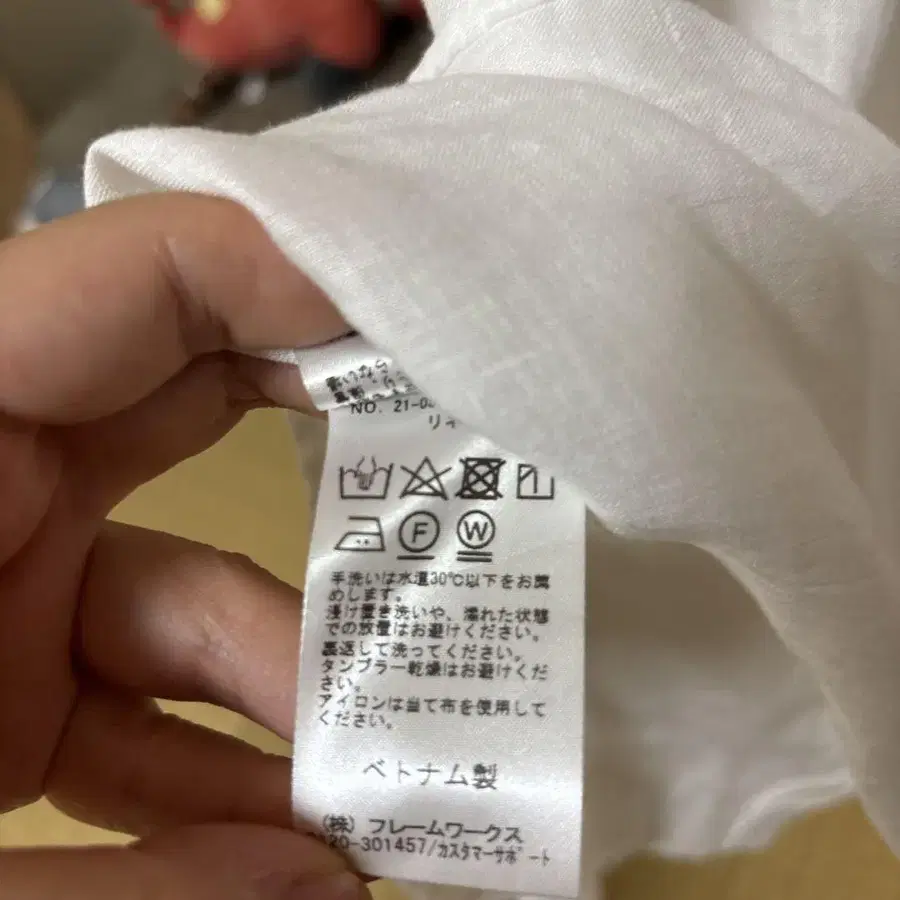 NO. 21-0
リ
F
W
手洗いは水温30℃以下をお薦
めします。
浸け置き洗いや、濡れた状態
での放置はお避けください。
裏返して洗ってください。
タンブラー乾燥はお避けくだ
さい。
アイロンは当て布を使用して
ください。
ベトナム製
(株) フレームワークス
20-301457/カスタマーサポート